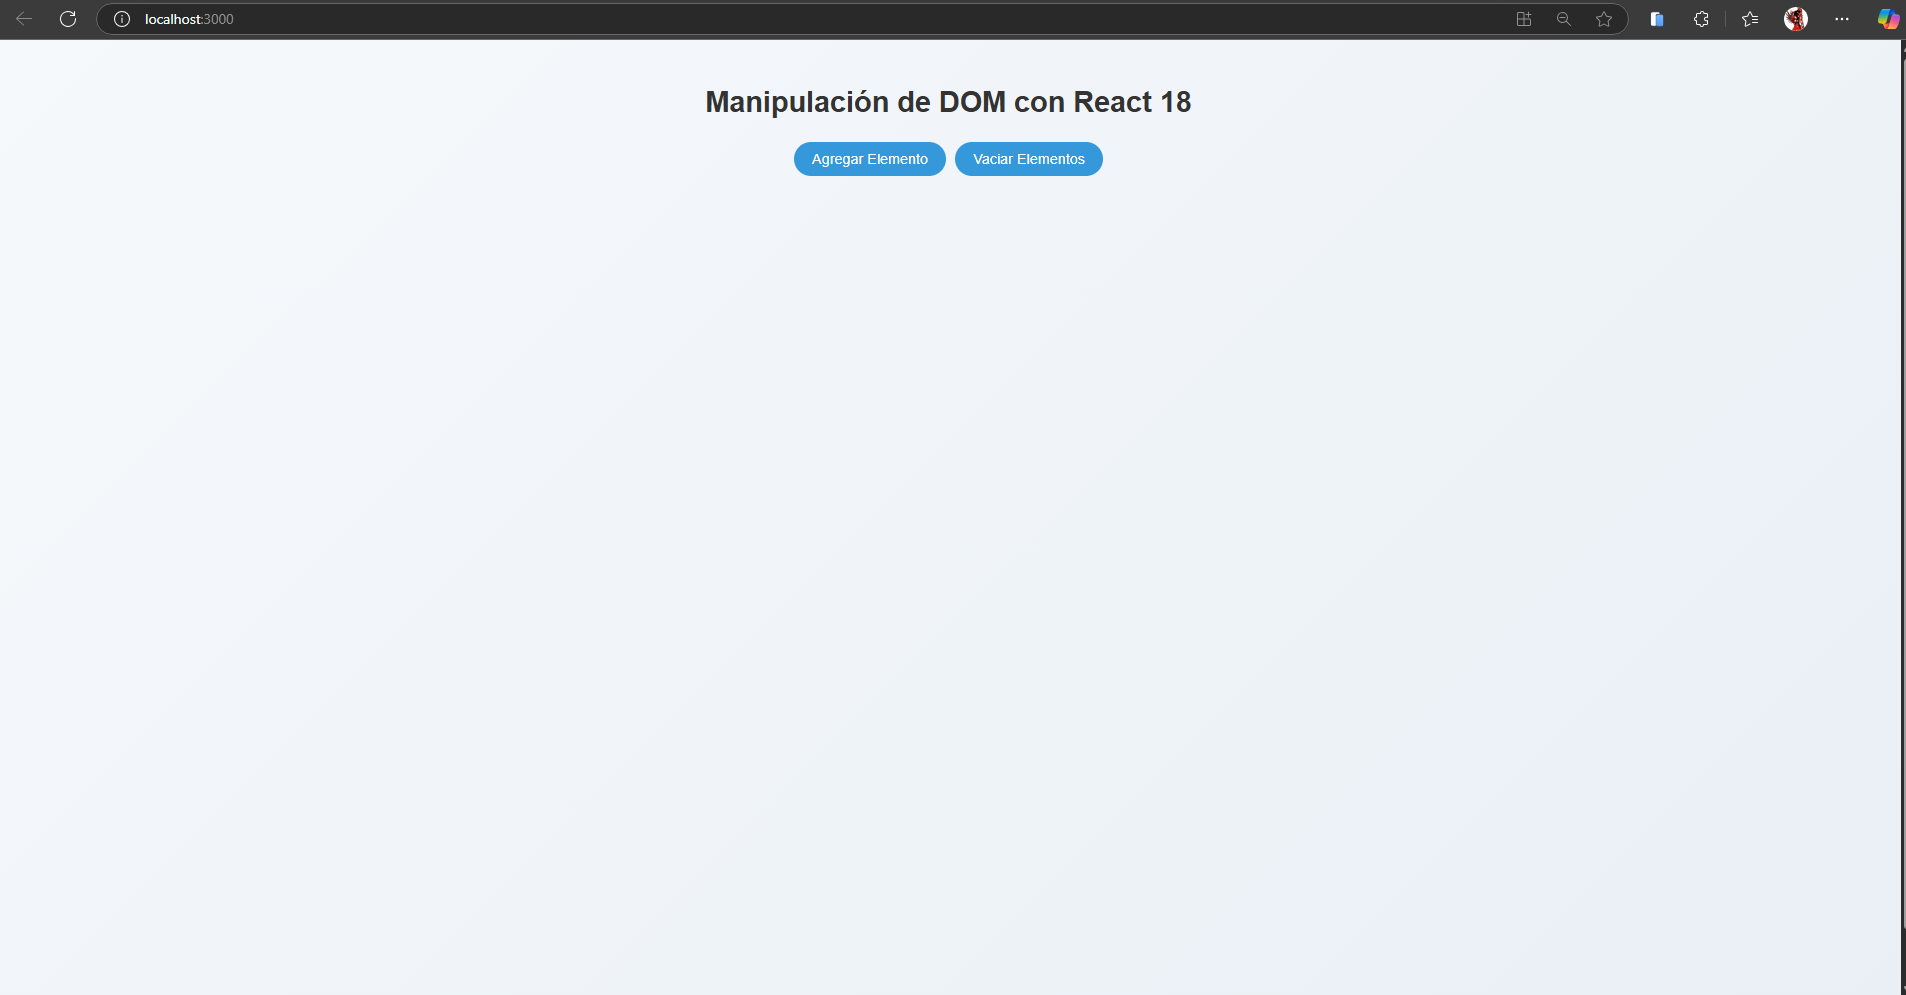 localhost:3000
Manipulación de DOM con React 18
Agregar Elemento
Vaciar Elementos